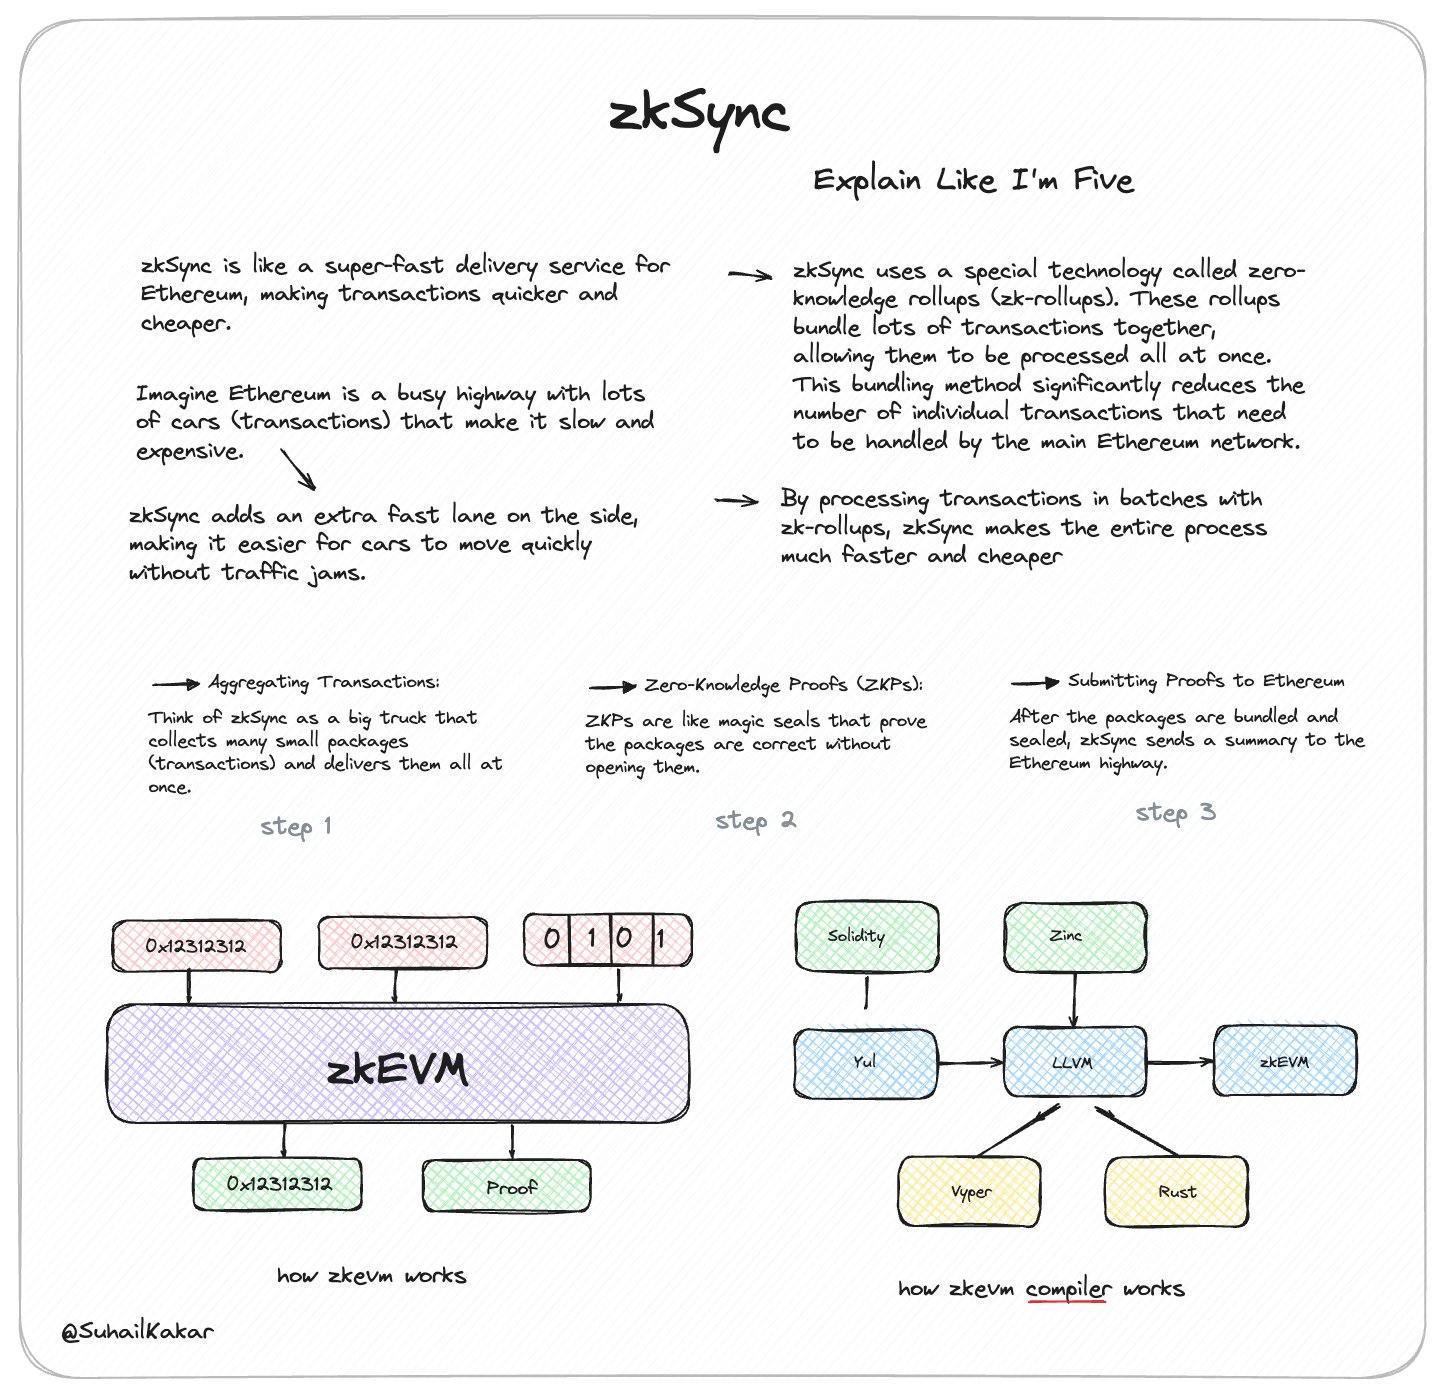 zkSync
Explain Like I'm Five
zkSync is like a super-fast delivery service for
Ethereum, making transactions quicker and
cheaper.
Imagine Ethereum is a busy highway with lots
of cars (transactions) that make it slow and
expensive.
zkSync adds an extra fast lane on the side,
making it easier for cars to move quickly
without traffic jams.
zkSync uses a special technology called zero-
knowledge rollups (zk-rollups). These rollups
bundle lots of transactions together,
allowing them to be processed all at once.
This bundling method significantly reduces the
number of individual transactions that need
to be handled by the main Ethereum network.
By processing transactions in batches with
zk-rollups, zkSync makes the entire process
much faster and cheaper
Aggregating Transactions:
Think of zkSync as a big truck that
collects many small packages
(transactions) and delivers them all at
once.
step 1
Zero-Knowledge Proofs (ZKPs):
ZKPs are like magic seals that prove
the packages are correct without
opening them.
step 2
Submitting Proofs to Ethereum
After the packages are bundled and
sealed, zkSync sends a summary to the
Ethereum highway.
step 3
0x12312312
0x12312312
0 1 0 1
zkEVM
0x12312312
Proof
how zkevm works
Solidity
Zinc
Yul
LLVM
zkEVM
Vyper
Rust
how zkevm compiler works
@SuhailKakar